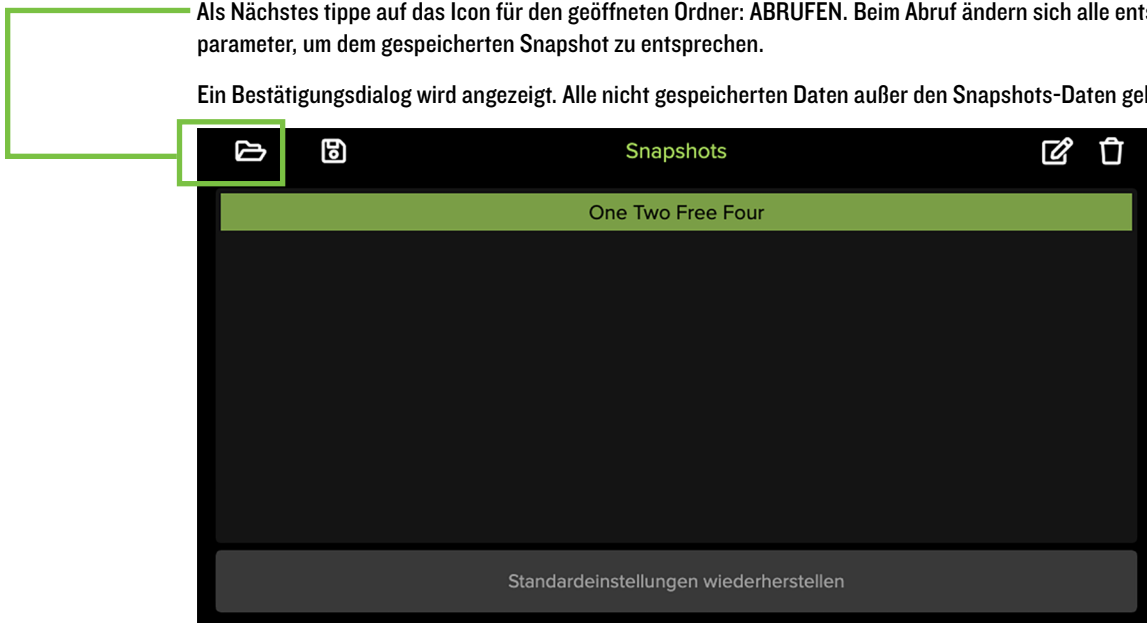 Als Nächstes tippe auf das Icon für den geöffneten Ordner: ABRUFEN. Beim Abruf ändern sich alle
parameter, um dem gespeicherten Snapshot zu entsprechen.
Ein Bestätigungsdialog wird angezeigt. Alle nicht gespeicherten Daten außer den Snapshots-Daten
Snapshots
One Two Free Four
Standardeinstellungen wiederherstellen